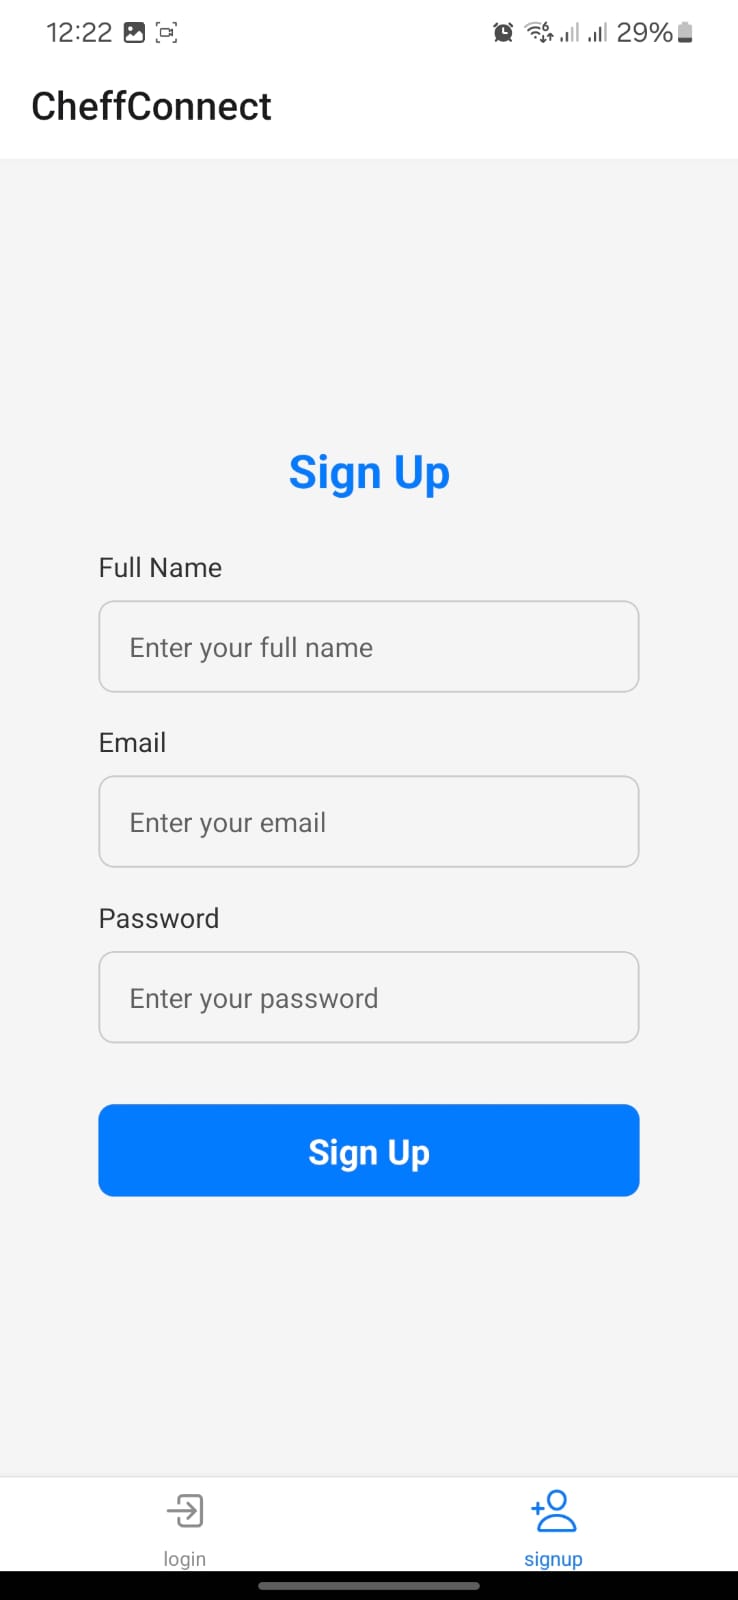 12:22 29%
CheffConnect
Sign Up
Full Name
Enter your full name
Email
Enter your email
Password
Enter your password
Sign Up
login signup